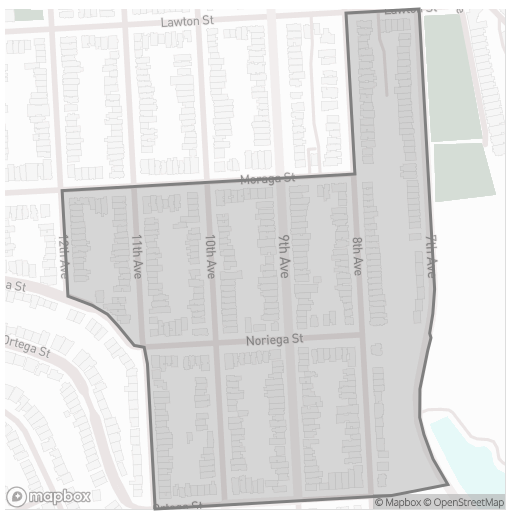 Lawton St
Lawton St
Moraga St
12th Ave
11th Ave
10th Ave
9th Ave
8th Ave
7th Ave
a St
Ortega St
Noriega St
Ortega St
mapbox
© Mapbox © OpenStreetMap